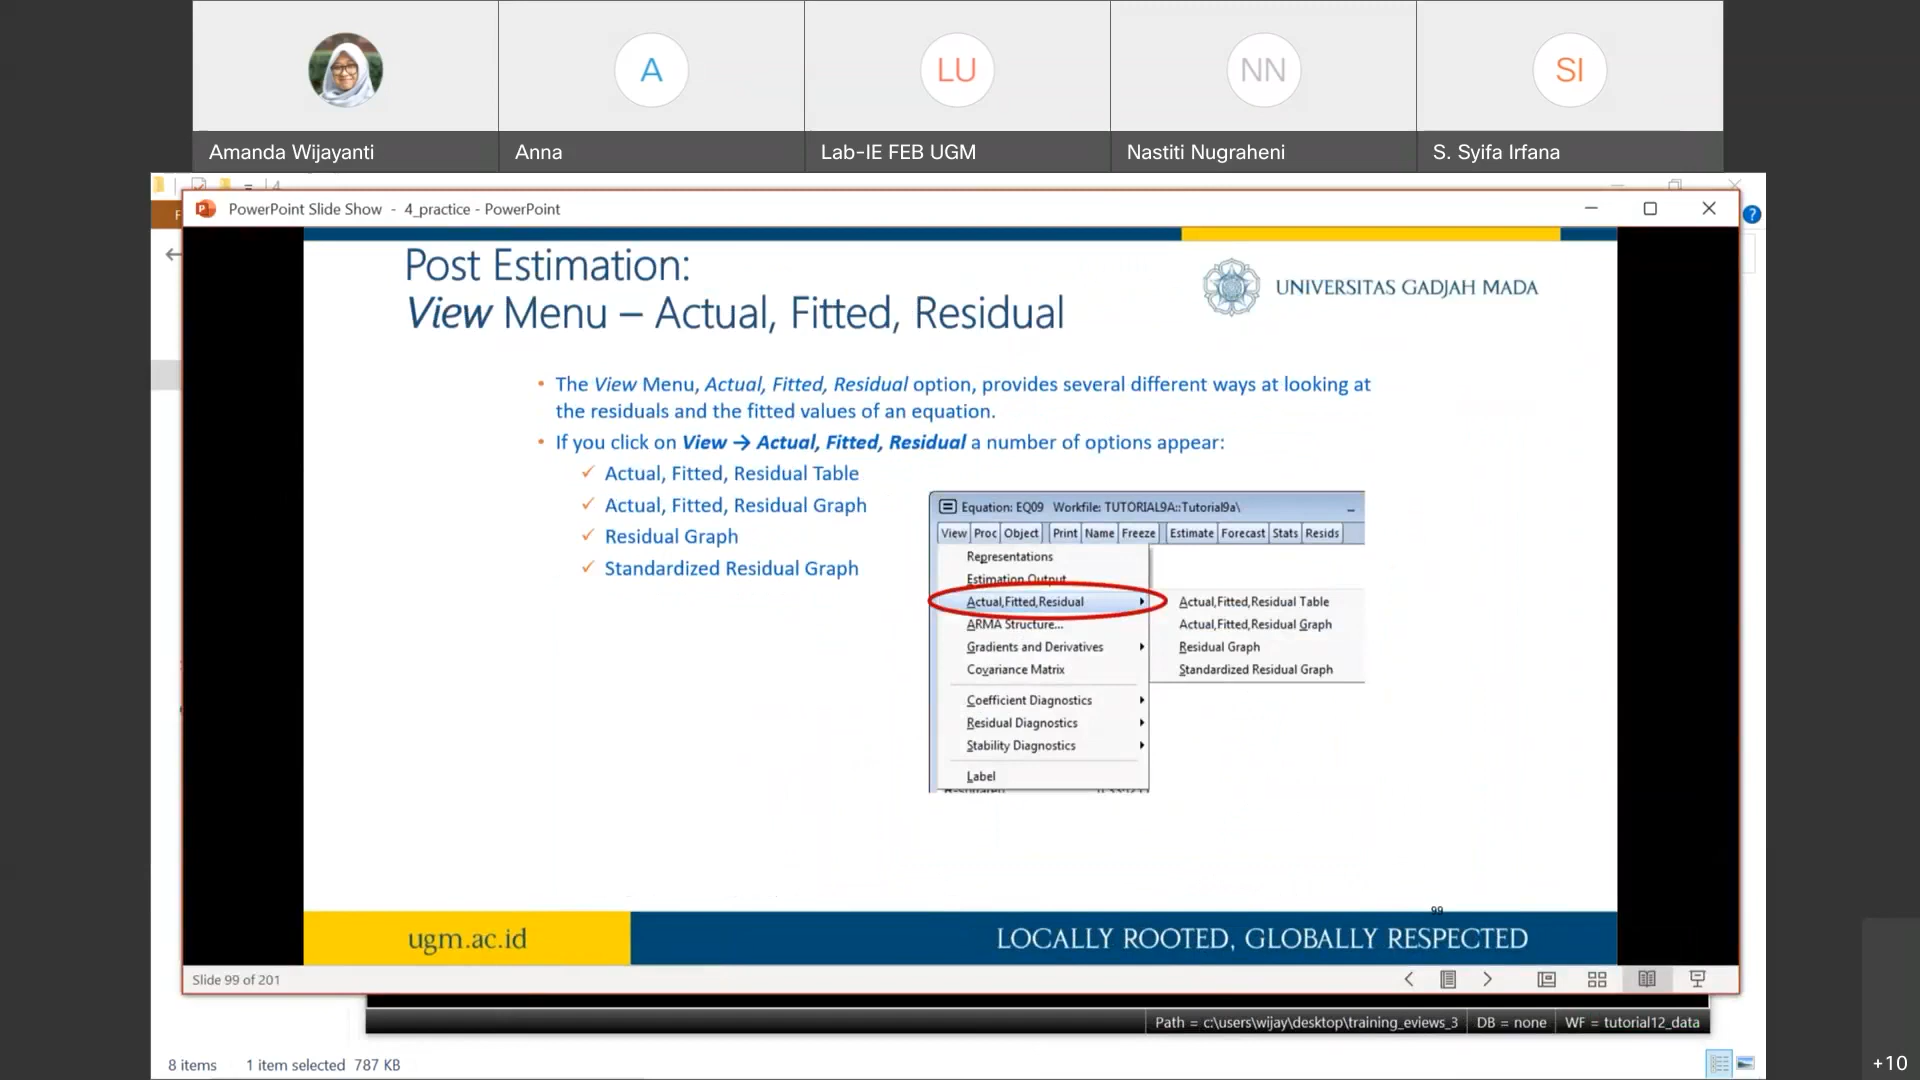 A
LU
NN
SI
Amanda Wijayanti
Anna
Lab-IE FEB UGM
Nastiti Nugraheni
S. Syifa Irfana
PowerPoint Slide Show - 4_practice - PowerPoint
Post Estimation:
View Menu – Actual, Fitted, Residual
UNIVERSITAS GADJAH MADA
• The View Menu, Actual, Fitted, Residual option, provides several different ways at looking at
the residuals and the fitted values of an equation.
• If you click on View → Actual, Fitted, Residual a number of options appear:
✓ Actual, Fitted, Residual Table
✓ Actual, Fitted, Residual Graph
✓ Residual Graph
✓ Standardized Residual Graph
Equation: EQ09 Workfile: TUTORIAL9A::Tutorial9a\
View Proc Object Print Name Freeze Estimate Forecast Stats Resids
Representations
Estimation Output
Actual,Fitted,Residual
ARMA Structure...
Gradients and Derivatives
Covariance Matrix
Coefficient Diagnostics
Residual Diagnostics
Stability Diagnostics
Label
Actual,Fitted,Residual Table
Actual,Fitted,Residual Graph
Residual Graph
Standardized Residual Graph
99
ugm.ac.id
LOCALLY ROOTED, GLOBALLY RESPECTED
Slide 99 of 201
Path = c:\users\wijay\desktop\training_eviews_3 DB = none WF = tutorial12_data
8 items 1 item selected 787 KB
+10